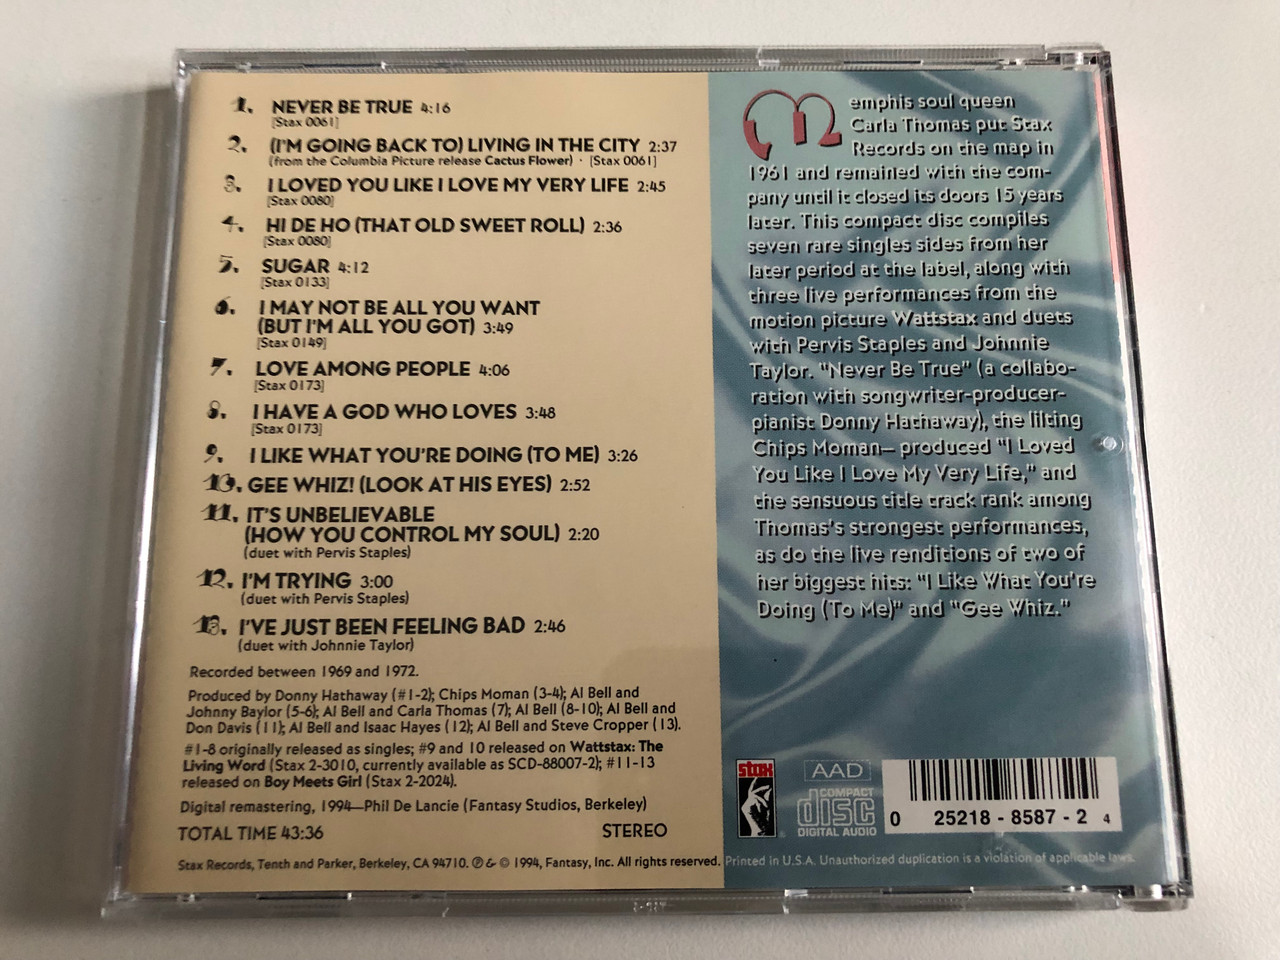 1. NEVER BE TRUE 4:16
[Stax 0061]
2. (I'M GOING BACK TO) LIVING IN THE CITY 2:37
(from the Columbia Picture release Cactus Flower) · [Stax 0061]
3. I LOVED YOU LIKE I LOVE MY VERY LIFE 2:45
[Stax 0080]
4. HI DE HO (THAT OLD SWEET ROLL) 2:36
[Stax 0080]
5. SUGAR 4:12
[Stax 0133]
6. I MAY NOT BE ALL YOU WANT
(BUT I'M ALL YOU GOT) 3:49
[Stax 0149]
7. LOVE AMONG PEOPLE 4:06
[Stax 0173]
8. I HAVE A GOD WHO LOVES 3:48
[Stax 0173]
9. I LIKE WHAT YOU'RE DOING (TO ME) 3:26
10. GEE WHIZ! (LOOK AT HIS EYES) 2:52
11. IT'S UNBELIEVABLE
(HOW YOU CONTROL MY SOUL) 2:20
(duet with Pervis Staples)
12. I'M TRYING 3:00
(duet with Pervis Staples)
13. I'VE JUST BEEN FEELING BAD 2:46
(duet with Johnnie Taylor)
Recorded between 1969 and 1972.
Produced by Donny Hathaway (#1-2); Chips Moman (3-4); Al Bell and
Johnny Baylor (5-6); Al Bell and Carla Thomas (7); Al Bell (8-10); Al Bell and
Don Davis (11); Al Bell and Isaac Hayes (12); Al Bell and Steve Cropper (13).
#1-8 originally released as singles; #9 and 10 released on Wattstax: The
Living Word (Stax 2-3010, currently available as SCD-88007-2); #11-13
released on Boy Meets Girl (Stax 2-2024).
Digital remastering, 1994—Phil De Lancie (Fantasy Studios, Berkeley)
TOTAL TIME 43:36 STEREO
Memphis soul queen
Carla Thomas put Stax
Records on the map in
1961 and remained with the com-
pany until it closed its doors 15 years
later. This compact disc compiles
seven rare singles sides from her
later period at the label, along with
three live performances from the
motion picture Wattstax and duets
with Pervis Staples and Johnnie
Taylor. "Never Be True" (a collabo-
ration with songwriter-producer-
pianist Donny Hathaway), the lilting
Chips Moman– produced "I Loved
You Like I Love My Very Life," and
the sensuous title track rank among
Thomas's strongest performances,
as do the live renditions of two of
her biggest hits: "I Like What You're
Doing (To Me)" and "Gee Whiz."
stax
AAD
COMPACT
disc
DIGITAL AUDIO
0 25218 - 8587 - 2 4
Stax Records, Tenth and Parker, Berkeley, CA 94710. ℗ & © 1994, Fantasy, Inc. All rights reserved. Printed in U.S.A. Unauthorized duplication is a violation of applicable laws.